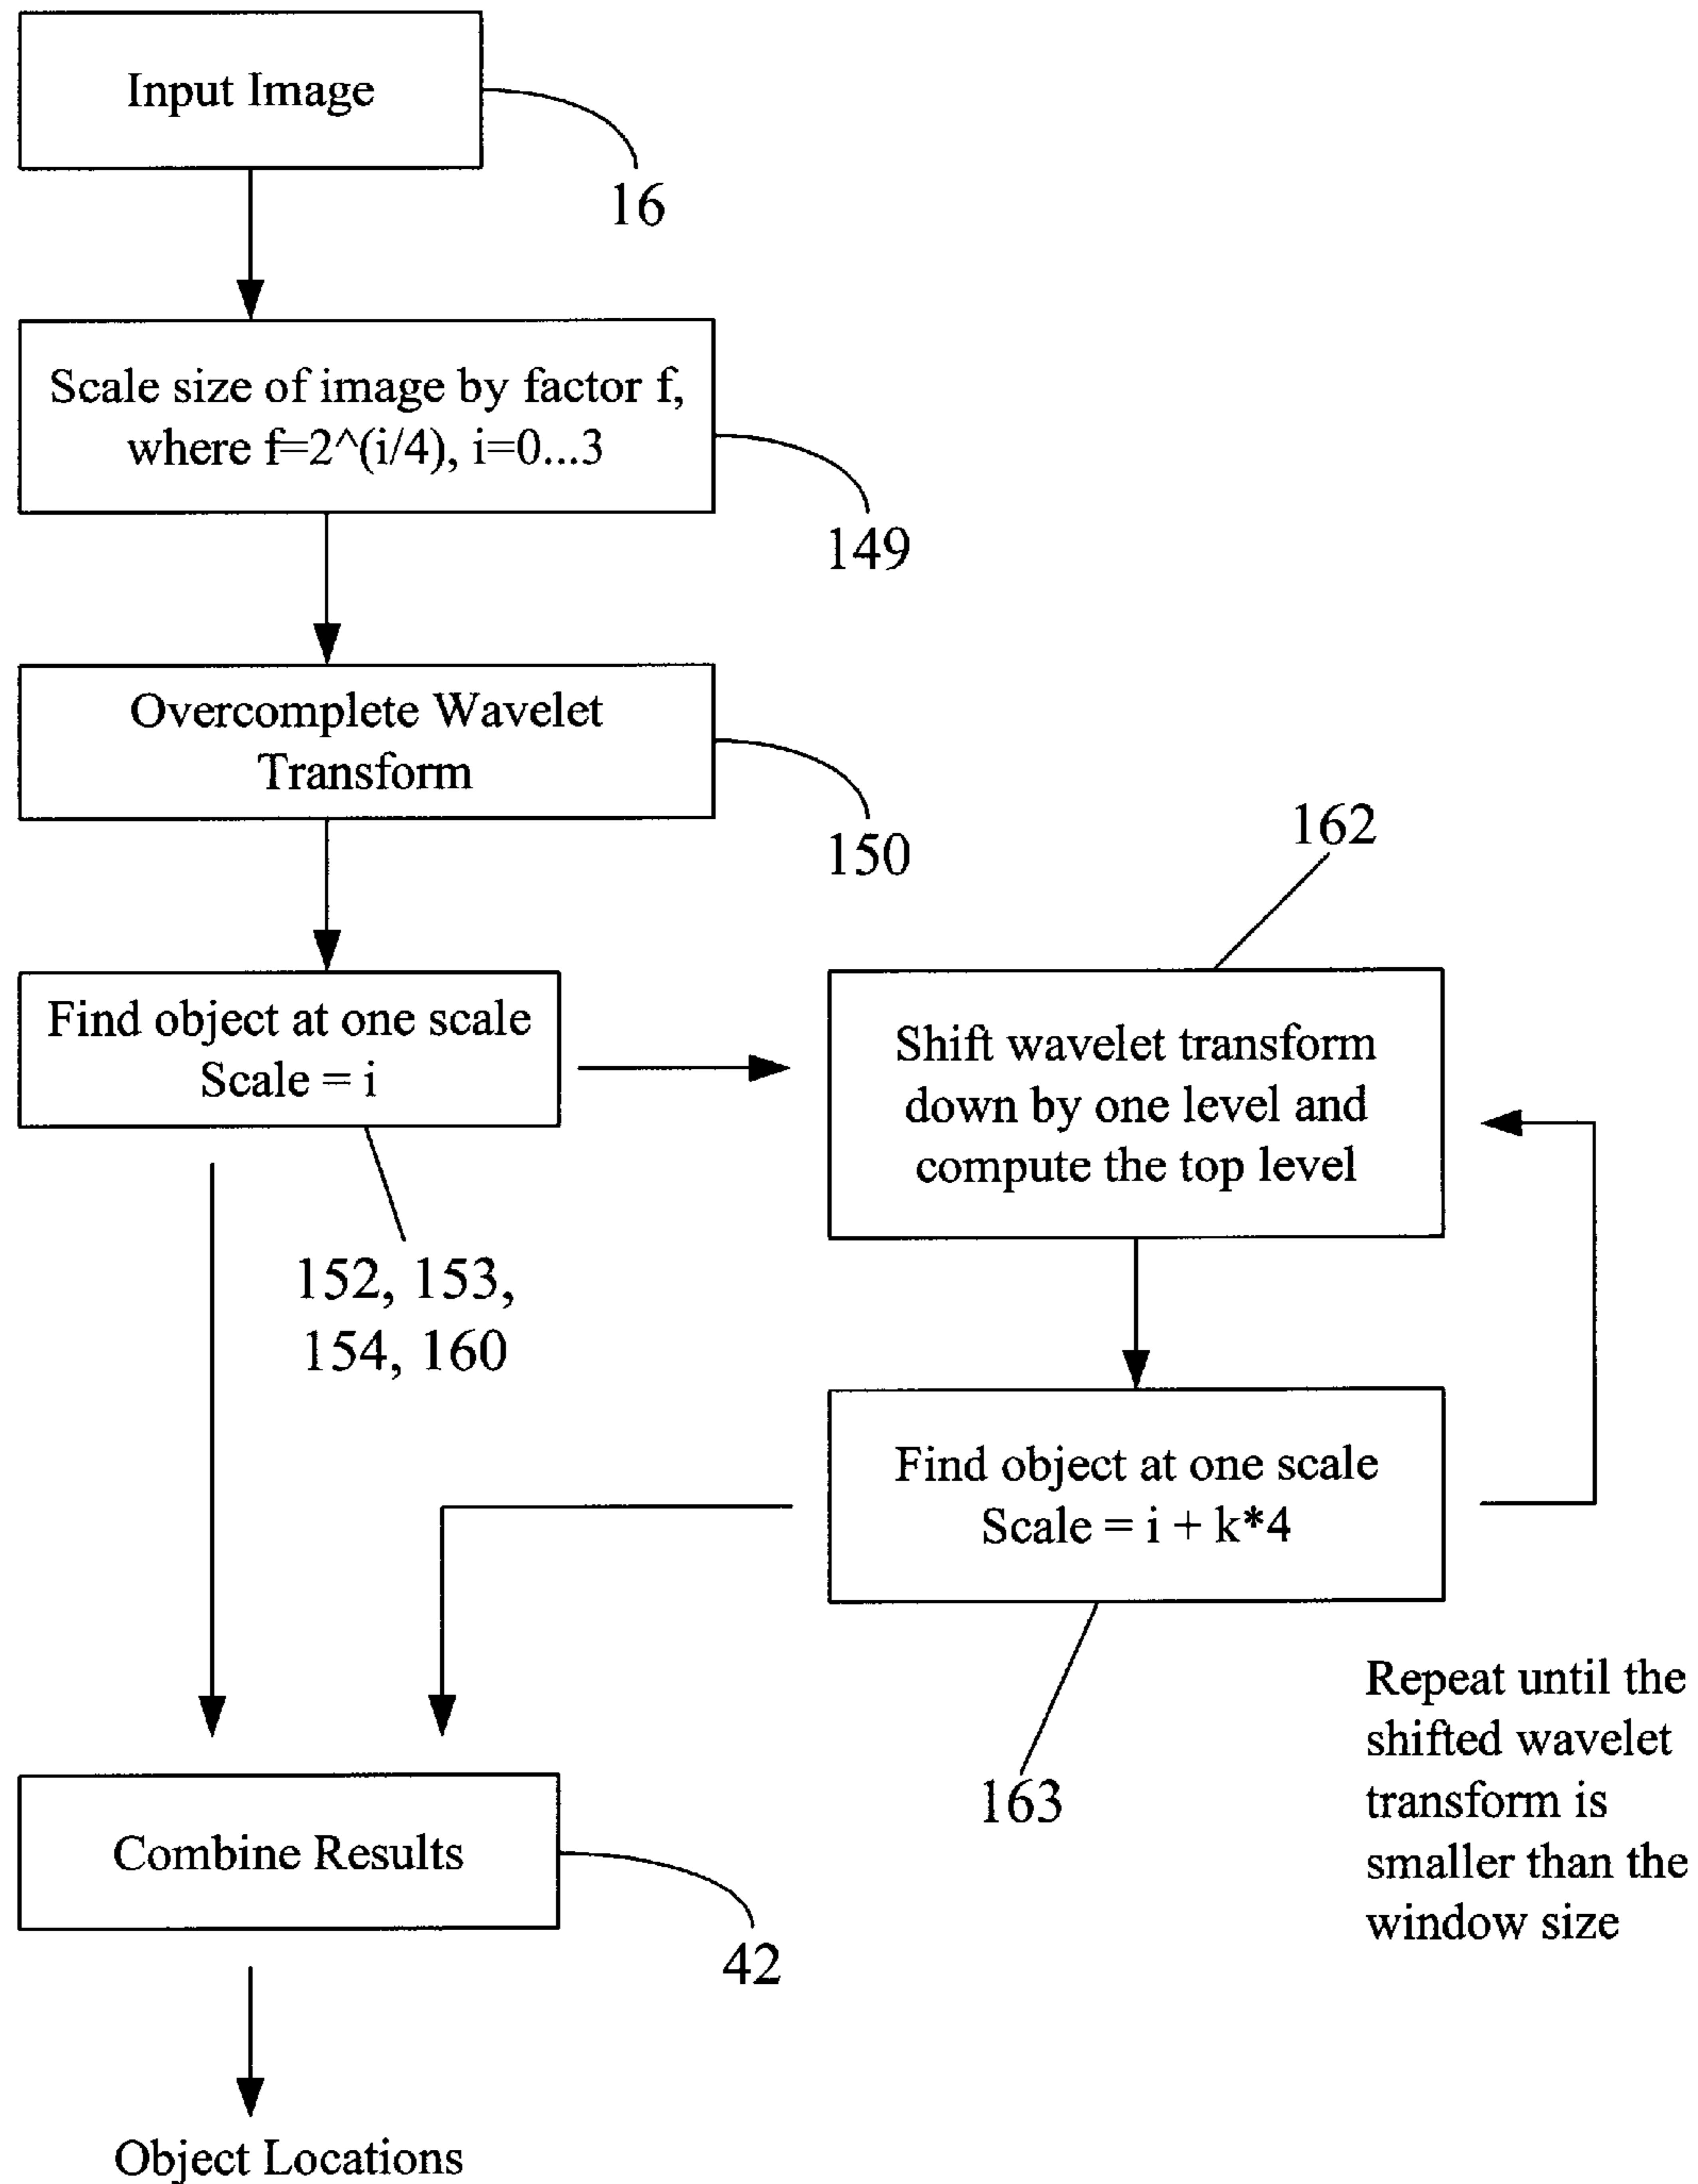 Input Image
16
Scale size of image by factor f,
where f=2^(i/4), i=0...3
149
Overcomplete Wavelet
Transform
150
162
Find object at one scale
Scale = i
Shift wavelet transform
down by one level and
compute the top level
152, 153,
154, 160
Find object at one scale
Scale = i + k*4
163
Repeat until the
shifted wavelet
transform is
smaller than the
window size
Combine Results
42
Object Locations